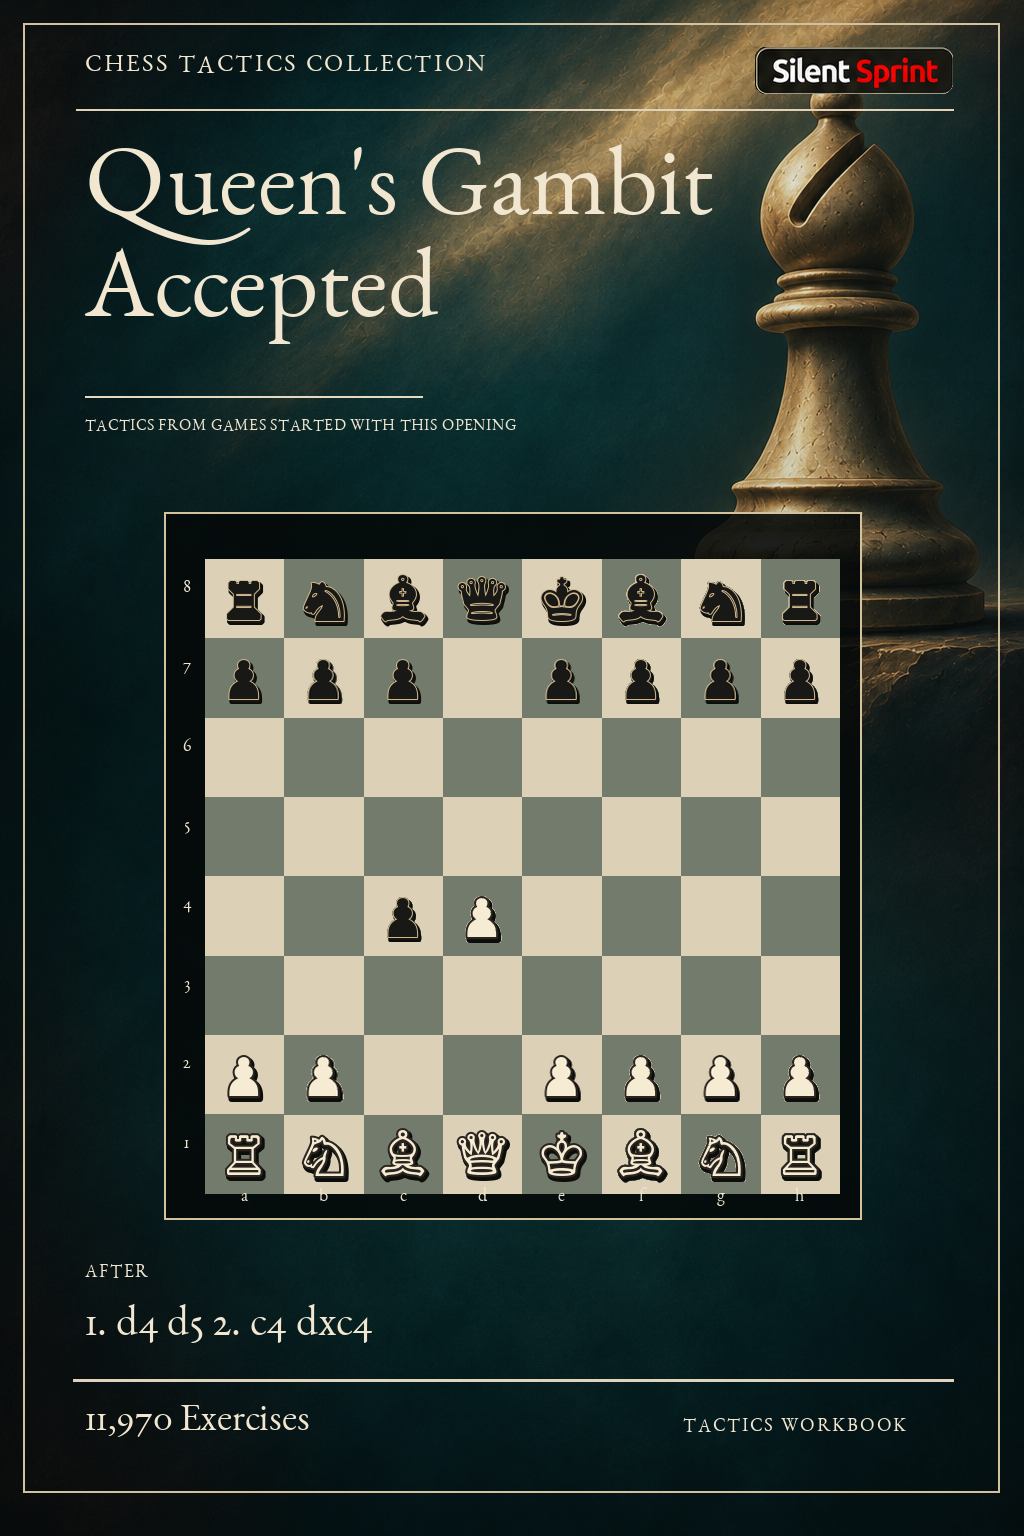 CHESS TACTICS COLLECTION
Silent Sprint
Queen's Gambit
Accepted
TACTICS FROM GAMES STARTED WITH THIS OPENING
8
7
6
5
4
3
2
1
a b c d e f g h
AFTER
1. d4 d5 2. c4 dxc4
11,970 Exercises
TACTICS WORKBOOK